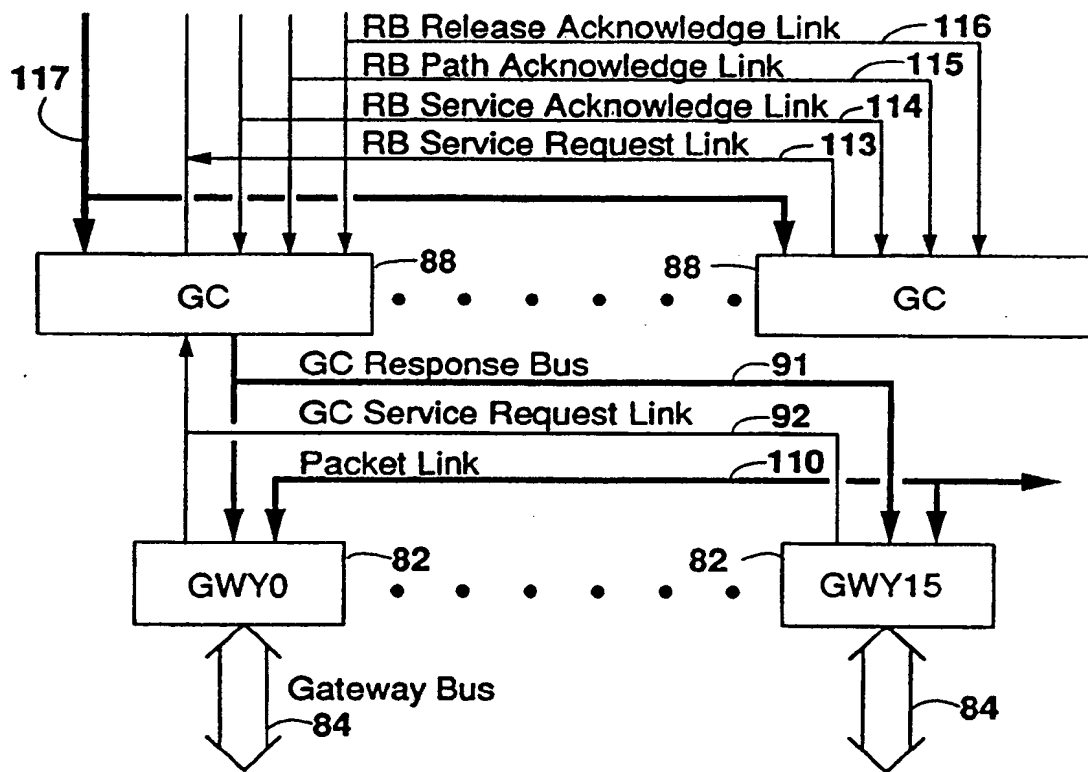 RB Release Acknowledge Link 116
117
RB Path Acknowledge Link 115
RB Service Acknowledge Link 114
RB Service Request Link 113
GC 88
88 GC
GC Response Bus 91
GC Service Request Link 92
Packet Link 110
GWY0 82
82 GWY15
Gateway Bus
84
84